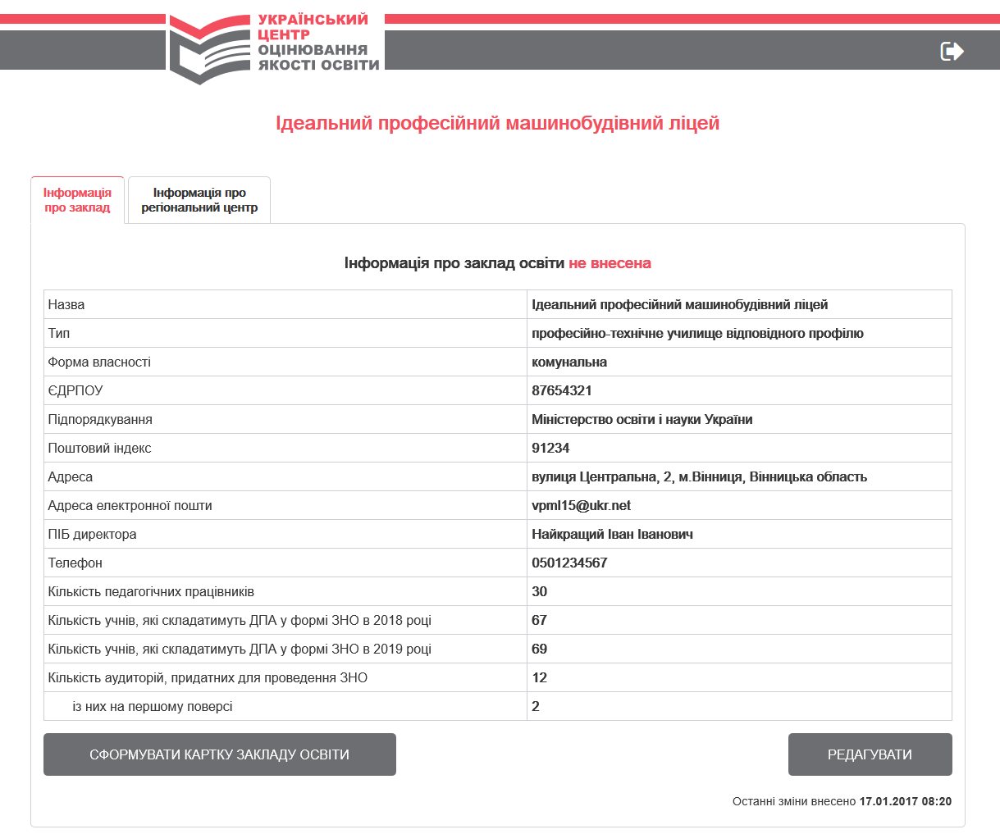 УКРАЇНСЬКИЙ
ЦЕНТР
ОЦІНЮВАННЯ
ЯКОСТІ ОСВІТИ
Ідеальний професійний машинобудівний ліцей
Інформація
про заклад
Інформація про
регіональний центр
Інформація про заклад освіти не внесена
Назва Ідеальний професійний машинобудівний ліцей
Тип професійно-технічне училище відповідного профілю
Форма власності комунальна
ЄДРПОУ 87654321
Підпорядкування Міністерство освіти і науки України
Поштовий індекс 91234
Адреса вулиця Центральна, 2, м.Вінниця, Вінницька область
Адреса електронної пошти vpml15@ukr.net
ПІБ директора Найкращий Іван Іванович
Телефон 0501234567
Кількість педагогічних працівників 30
Кількість учнів, які складатимуть ДПА у формі ЗНО в 2018 році 67
Кількість учнів, які складатимуть ДПА у формі ЗНО в 2019 році 69
Кількість аудиторій, придатних для проведення ЗНО 12
із них на першому поверсі 2
СФОРМУВАТИ КАРТКУ ЗАКЛАДУ ОСВІТИ РЕДАГУВАТИ
Останні зміни внесено 17.01.2017 08:20